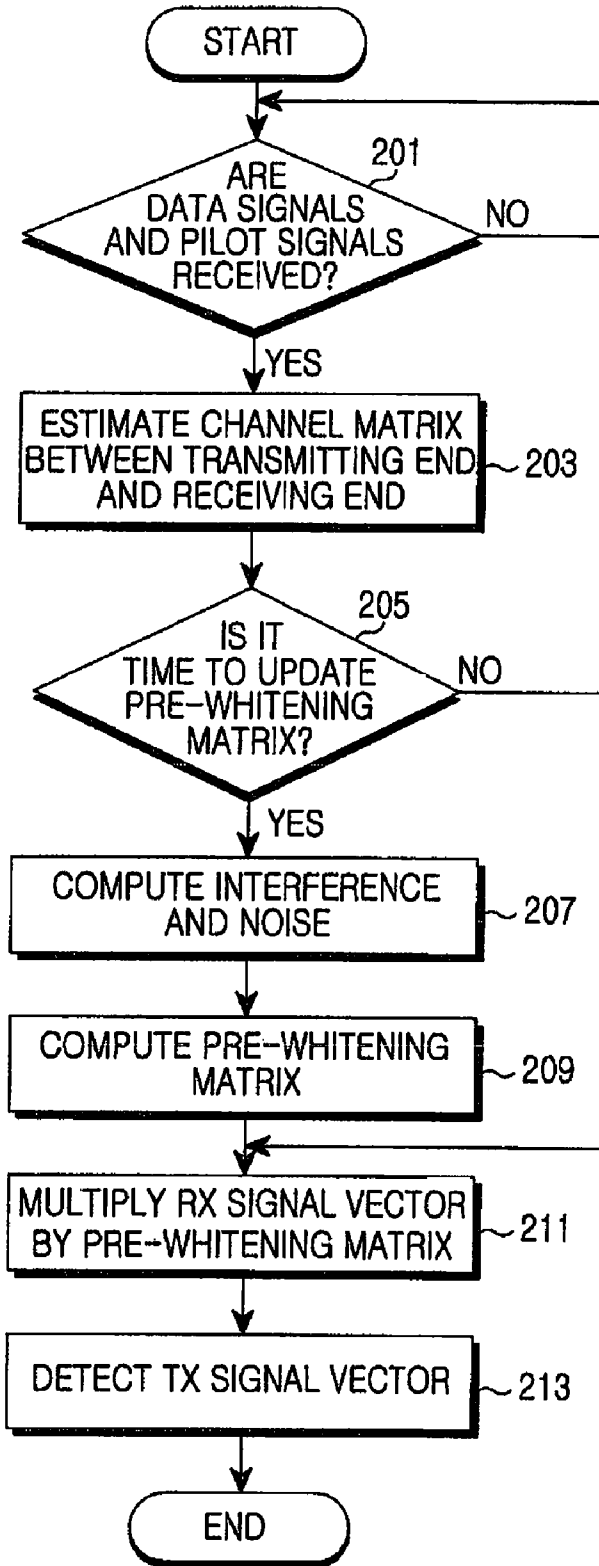 START
201
ARE
DATA SIGNALS
AND PILOT SIGNALS
RECEIVED?
NO
YES
ESTIMATE CHANNEL MATRIX
BETWEEN TRANSMITTING END
AND RECEIVING END
203
205
IS IT
TIME TO UPDATE
PRE-WHITENING
MATRIX?
NO
YES
COMPUTE INTERFERENCE
AND NOISE
207
COMPUTE PRE-WHITENING
MATRIX
209
MULTIPLY RX SIGNAL VECTOR
BY PRE-WHITENING MATRIX
211
DETECT TX SIGNAL VECTOR
213
END